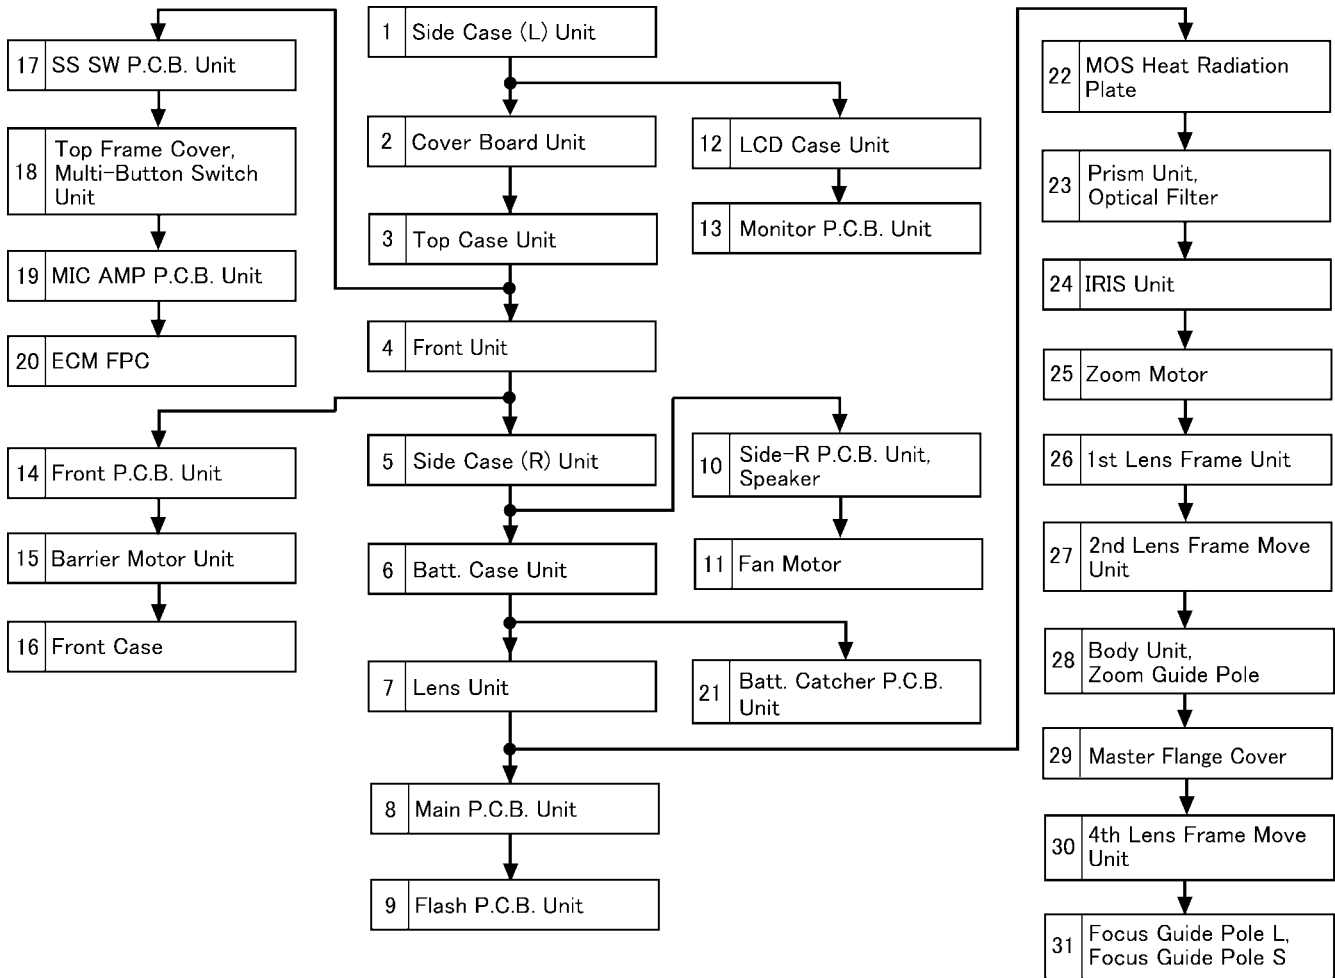 1 Side Case (L) Unit
2 Cover Board Unit
3 Top Case Unit
4 Front Unit
5 Side Case (R) Unit
6 Batt. Case Unit
7 Lens Unit
8 Main P.C.B. Unit
9 Flash P.C.B. Unit
10 Side-R P.C.B. Unit,
Speaker
11 Fan Motor
12 LCD Case Unit
13 Monitor P.C.B. Unit
14 Front P.C.B. Unit
15 Barrier Motor Unit
16 Front Case
17 SS SW P.C.B. Unit
18 Top Frame Cover,
Multi-Button Switch
Unit
19 MIC AMP P.C.B. Unit
20 ECM FPC
21 Batt. Catcher P.C.B.
Unit
22 MOS Heat Radiation
Plate
23 Prism Unit,
Optical Filter
24 IRIS Unit
25 Zoom Motor
26 1st Lens Frame Unit
27 2nd Lens Frame Move
Unit
28 Body Unit,
Zoom Guide Pole
29 Master Flange Cover
30 4th Lens Frame Move
Unit
31 Focus Guide Pole L,
Focus Guide Pole S